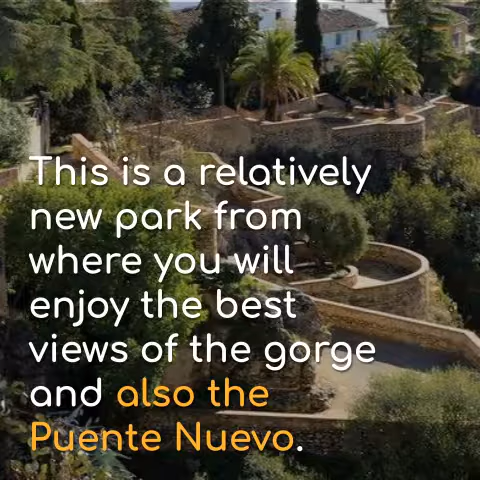 This is a relatively
new park from
where you will
enjoy the best
views of the gorge
and also the
Puente Nuevo.